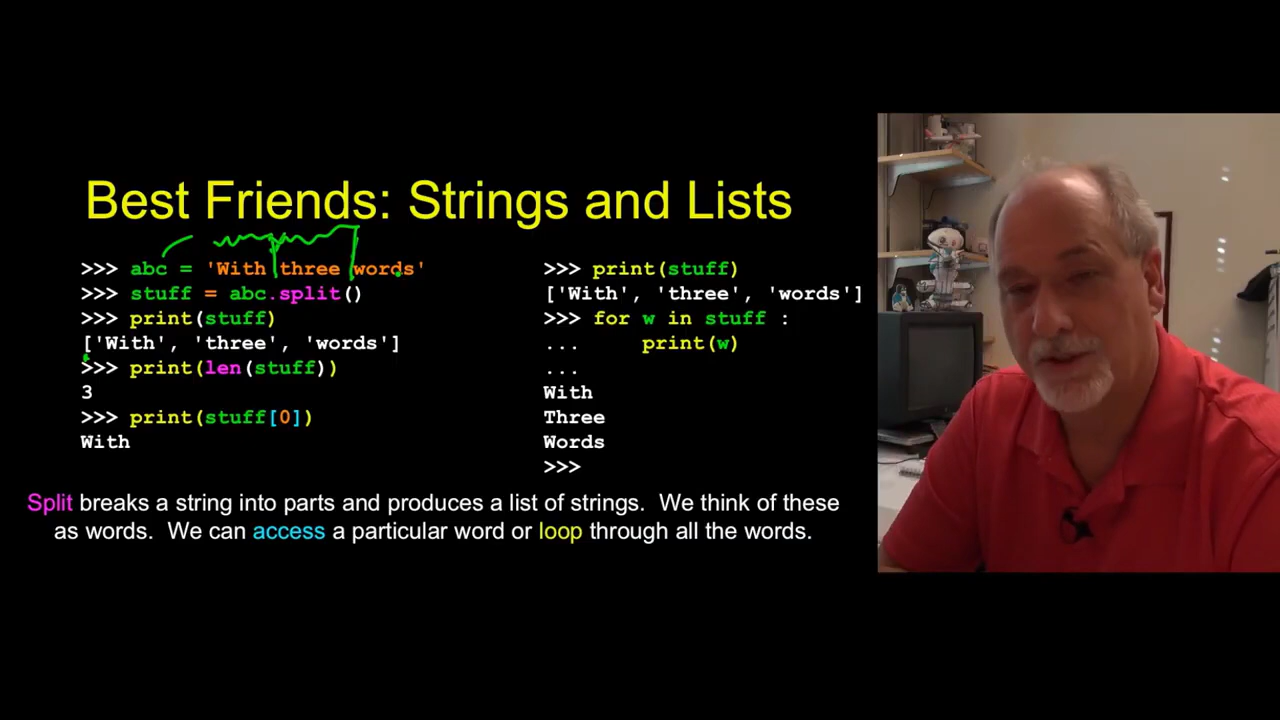 Best Friends: Strings and Lists
>>> abc = 'With three words'
>>> stuff = abc.split()
>>> print(stuff)
['With', 'three', 'words']
>>> print(len(stuff))
3
>>> print(stuff[0])
With
>>> print(stuff)
['With', 'three', 'words']
>>> for w in stuff :
...     print(w)
...
With
Three
Words
>>>
Split breaks a string into parts and produces a list of strings.  We think of these
as words.  We can access a particular word or loop through all the words.